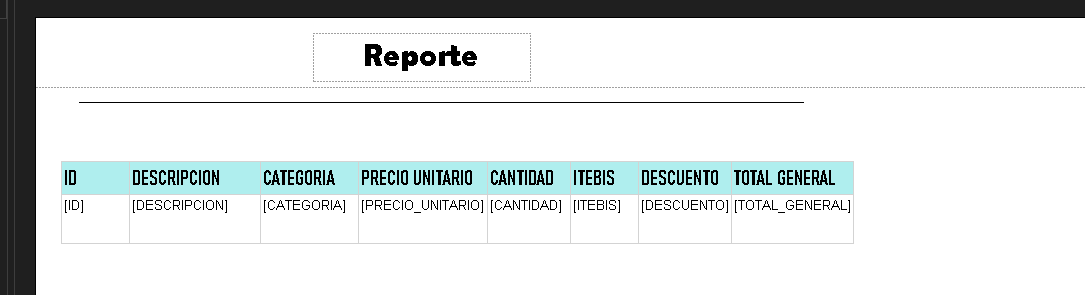 Reporte
ID DESCRIPCION CATEGORIA PRECIO UNITARIO CANTIDAD ITEBIS DESCUENTO TOTAL GENERAL
[ID] [DESCRIPCION] [CATEGORIA] [PRECIO_UNITARIO] [CANTIDAD] [ITEBIS] [DESCUENTO] [TOTAL_GENERAL]